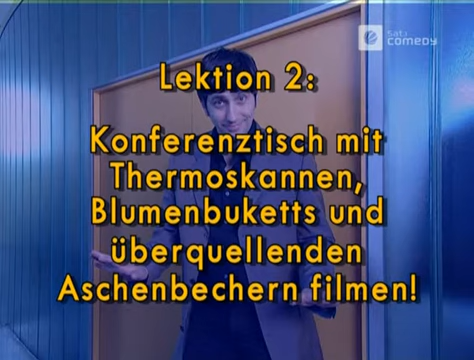 sat.1
comedy
Lektion 2:
Konferenztisch mit
Thermoskannen,
Blumenbuketts und
überquellenden
Aschenbechern filmen!